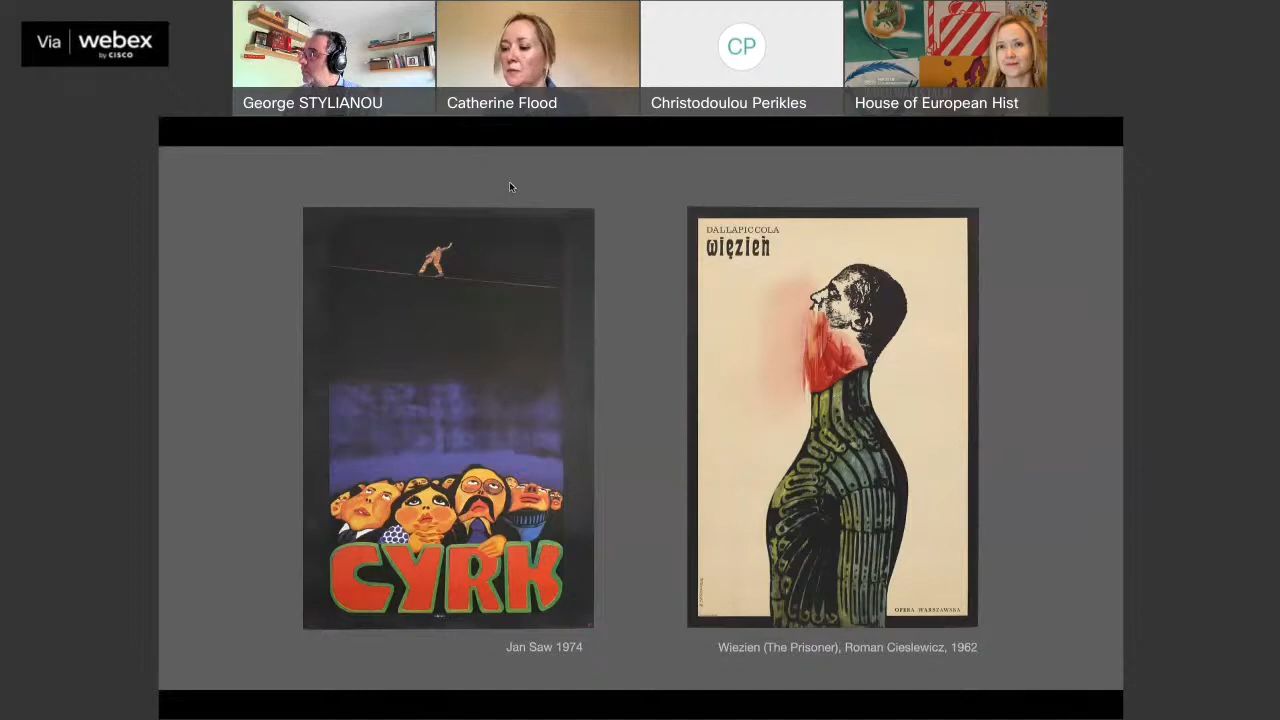 Via webex
by CISCO
George STYLIANOU
Catherine Flood
CP
Christodoulou Perikles
House of European Hist
DALLAPICCOLA
więzień
CYRK
OPERA WARSZAWSKA
Jan Saw 1974
Wiezien (The Prisoner), Roman Cieslewicz, 1962